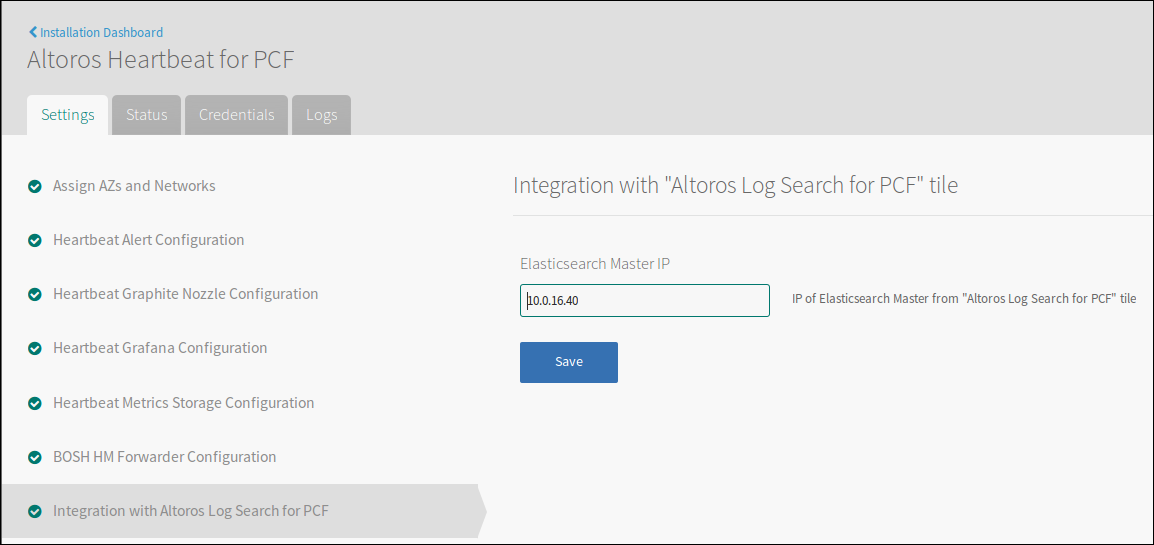 Installation Dashboard
Altoros Heartbeat for PCF
Settings Status Credentials Logs
Assign AZs and Networks
Heartbeat Alert Configuration
Heartbeat Graphite Nozzle Configuration
Heartbeat Grafana Configuration
Heartbeat Metrics Storage Configuration
BOSH HM Forwarder Configuration
Integration with Altoros Log Search for PCF
Integration with "Altoros Log Search for PCF" tile
Elasticsearch Master IP
10.0.16.40
IP of Elasticsearch Master from "Altoros Log Search for PCF" tile
Save